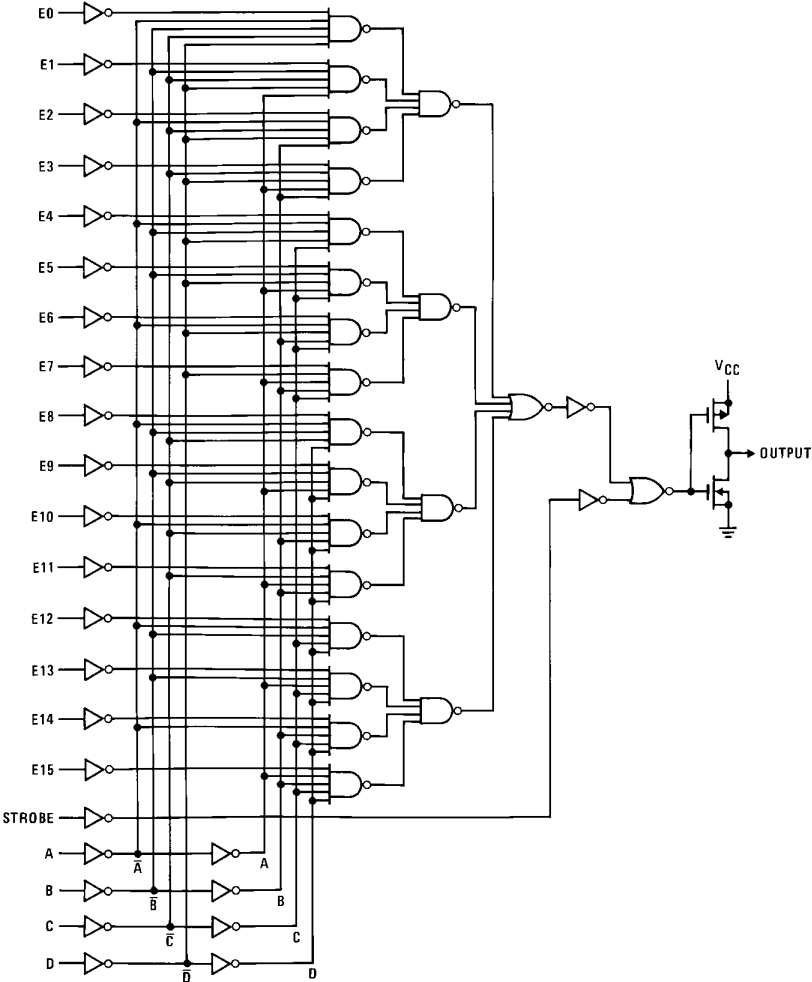 E0
E1
E2
E3
E4
E5
E6
E7
E8
E9
E10
E11
E12
E13
E14
E15
STROBE
A
B
C
D
A̅
B̅
C̅
D̅
A
B
C
D
VCC
OUTPUT